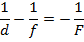 1/d − 1/f = −1/F